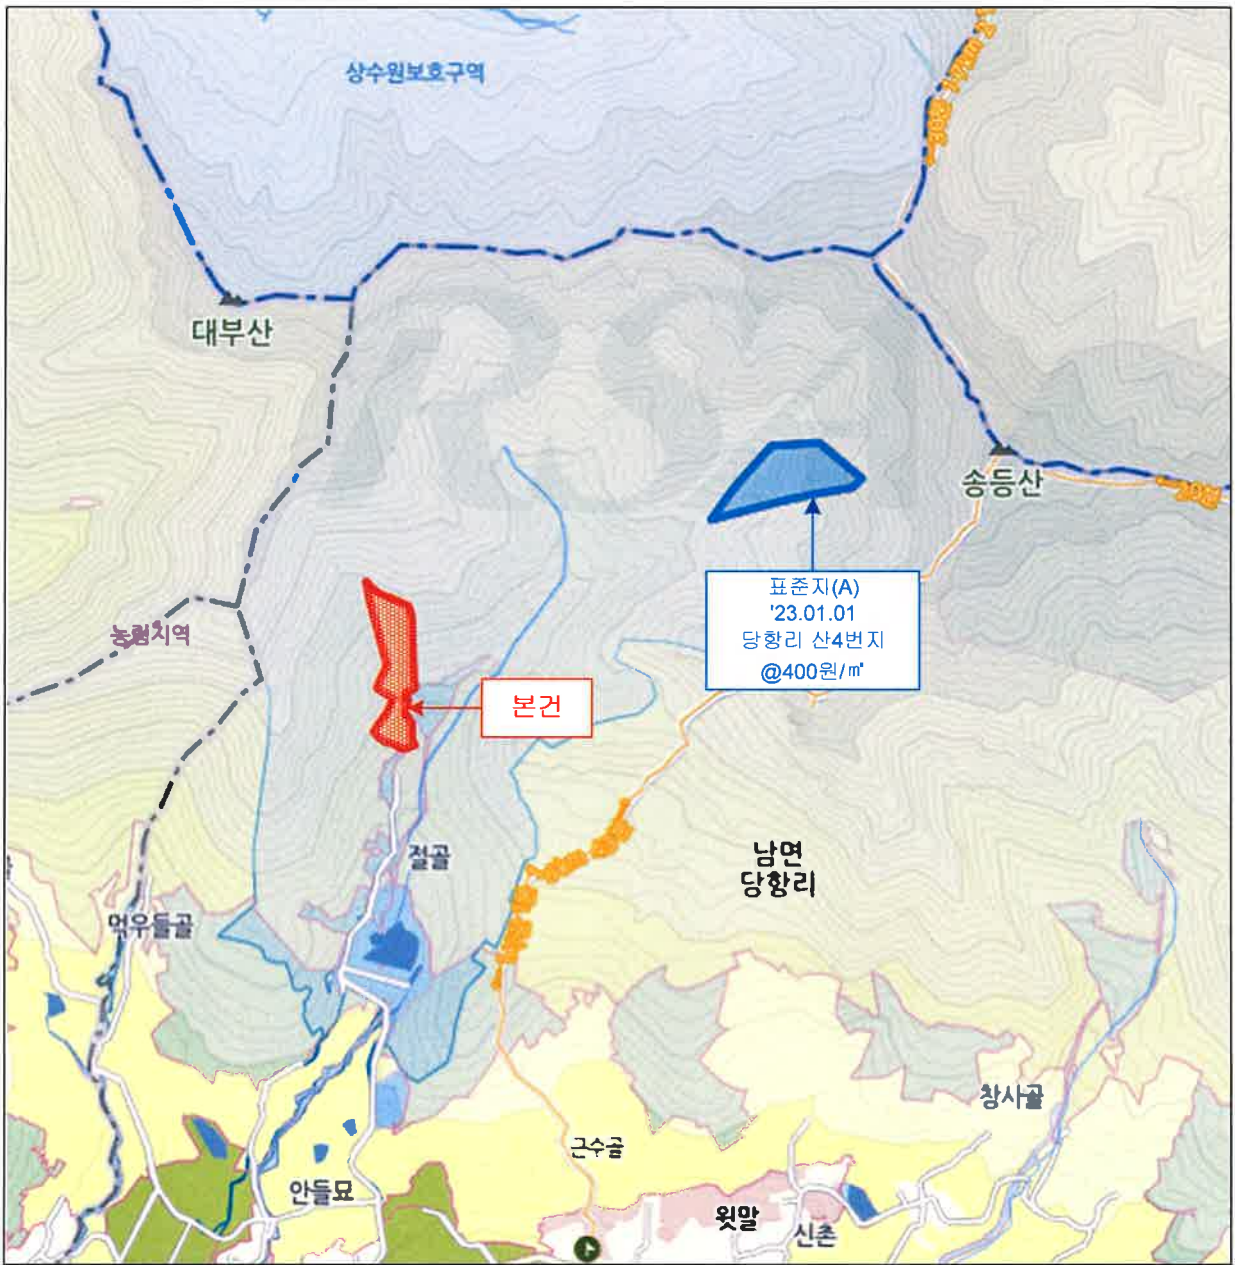 상수원보호구역
대부산
송등산
표준지(A)
'23.01.01
당항리 산4번지
@400원/㎡
농림지역
본건
절골
남면
당항리
먹우들골
창사골
근수골
안들묘
윗말
신촌